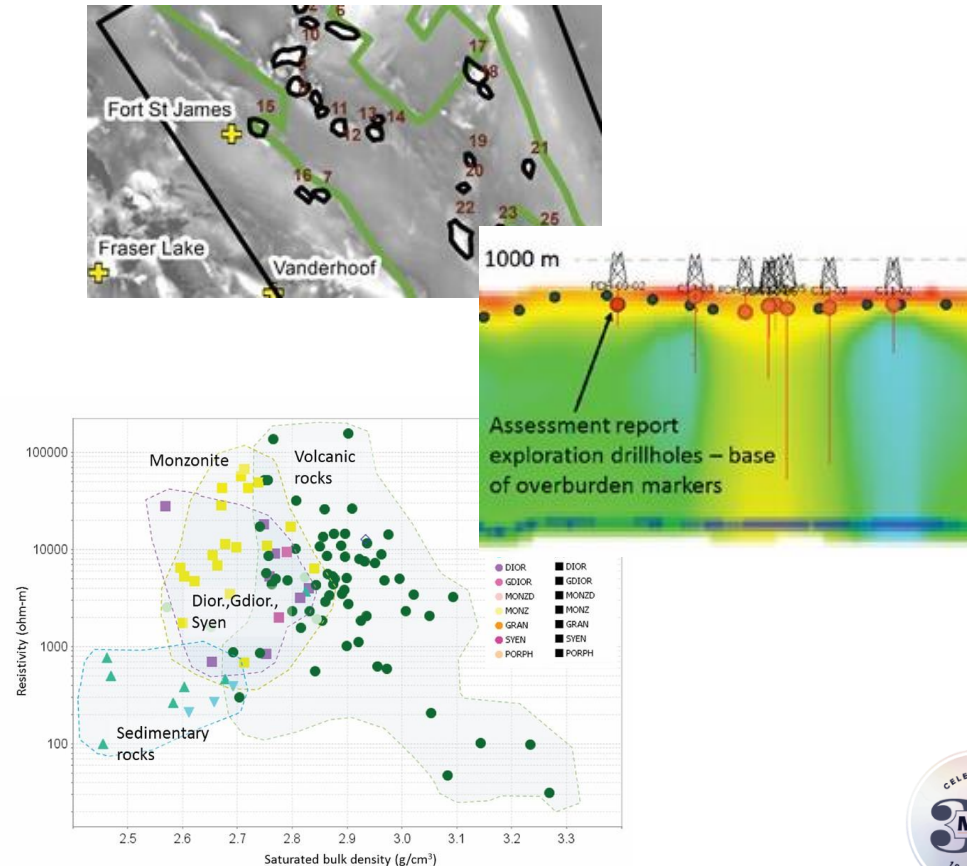 6
10
17
18
Fort St James
15
11
13
14
12
19
21
20
16
7
22
23
25
Fraser Lake
Vanderhoof
1000 m
Assessment report
exploration drillholes – base
of overburden markers
100000
10000
1000
100
Resistivity (ohm-m)
Monzonite
Volcanic
rocks
Dior.,Gdior.,
Syen
Sedimentary
rocks
DIOR
GDIOR
MONZD
MONZ
GRAN
SYEN
PORPH
DIOR
GDIOR
MONZD
MONZ
GRAN
SYEN
PORPH
2.5 2.6 2.7 2.8 2.9 3.0 3.1 3.2 3.3
Saturated bulk density (g/cm³)
CELE
3
M